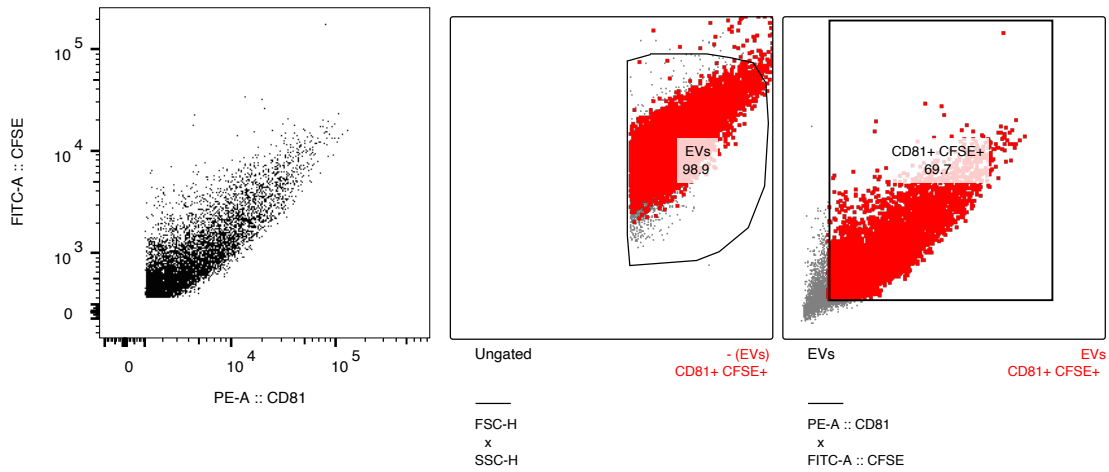 FITC-A :: CFSE
10^5
10^4
10^3
0
0
10^4
10^5
PE-A :: CD81
EVs
98.9
Ungated
- (EVs)
CD81+ CFSE+
FSC-H
x
SSC-H
CD81+ CFSE+
69.7
EVs
EVs
CD81+ CFSE+
PE-A :: CD81
x
FITC-A :: CFSE